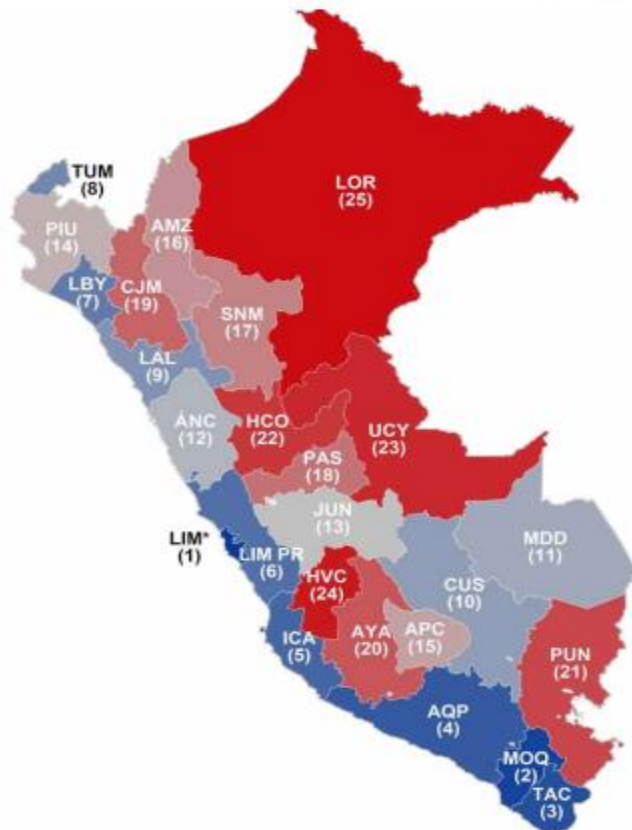 TUM
(8)
LOR
(25)
PIU
(14)
AMZ
(16)
LBY
(7)
CJM
(19)
SNM
(17)
LAL
(9)
ÁNC
(12)
HCO
(22)
UCY
(23)
PAS
(18)
JUN
(13)
LIM*
(1)
LIM PR
(6)
MDD
(11)
HVC
(24)
CUS
(10)
ICA
(5)
AYA
(20)
APC
(15)
PUN
(21)
AQP
(4)
MOQ
(2)
TAC
(3)